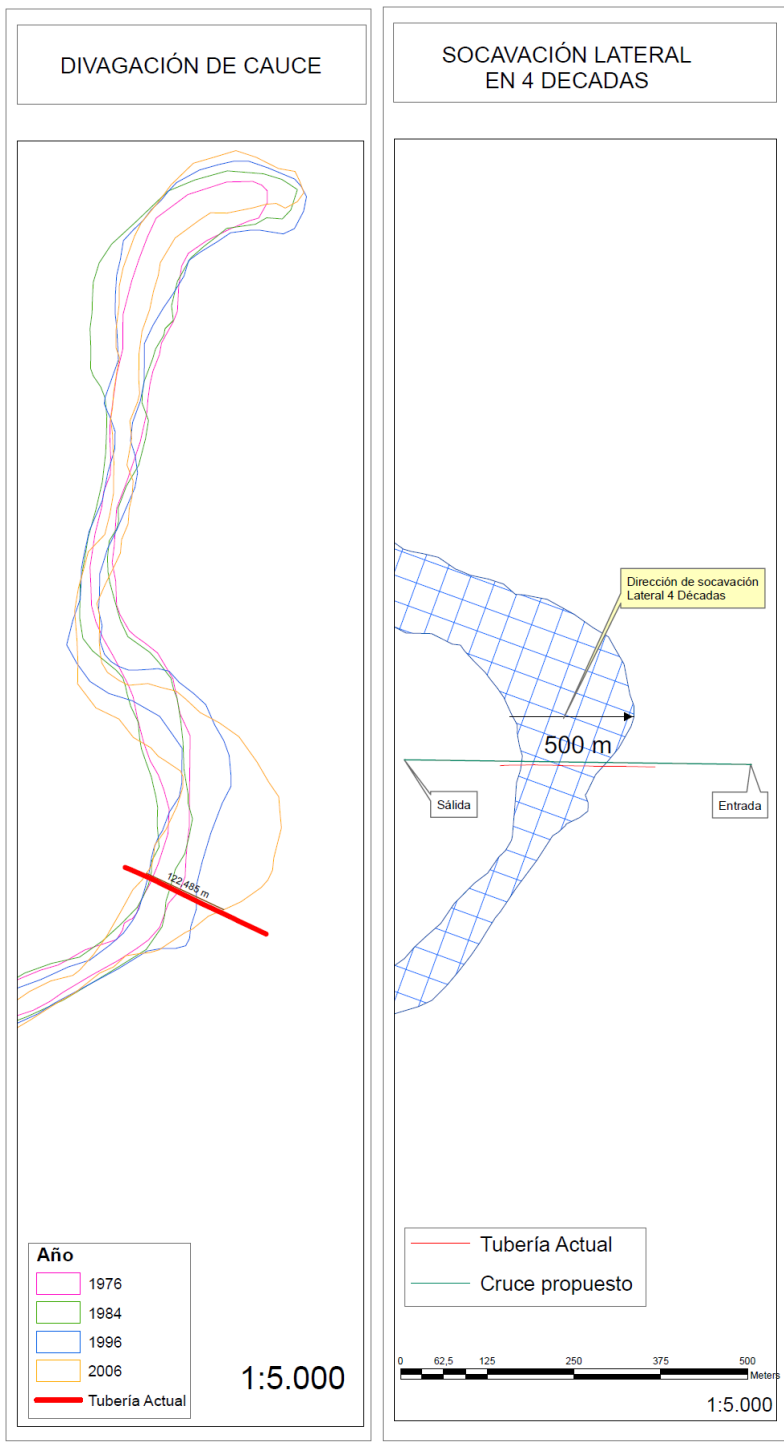 DIVAGACIÓN DE CAUCE
122,485 m
Año
1976
1984
1996
2006
Tubería Actual
1:5.000
SOCAVACIÓN LATERAL
EN 4 DECADAS
Dirección de socavación
Lateral 4 Décadas
500 m
Sálida
Entrada
Tubería Actual
Cruce propuesto
0 62,5 125 250 375 500
Meters
1:5.000